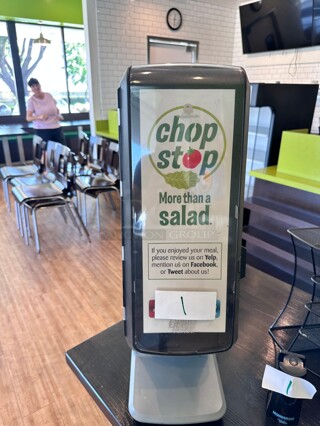 chop
stop
More than a
salad.
If you enjoyed your meal,
please review us on Yelp,
mention us on Facebook,
or Tweet about us!
1
1